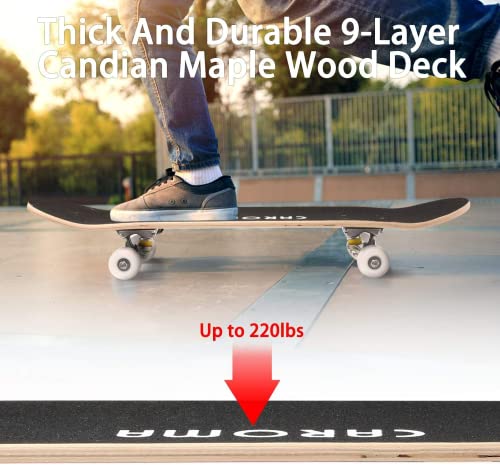 Thick And Durable 9-Layer
Candian Maple Wood Deck
CAROMA
Up to 220lbs
CAROMA